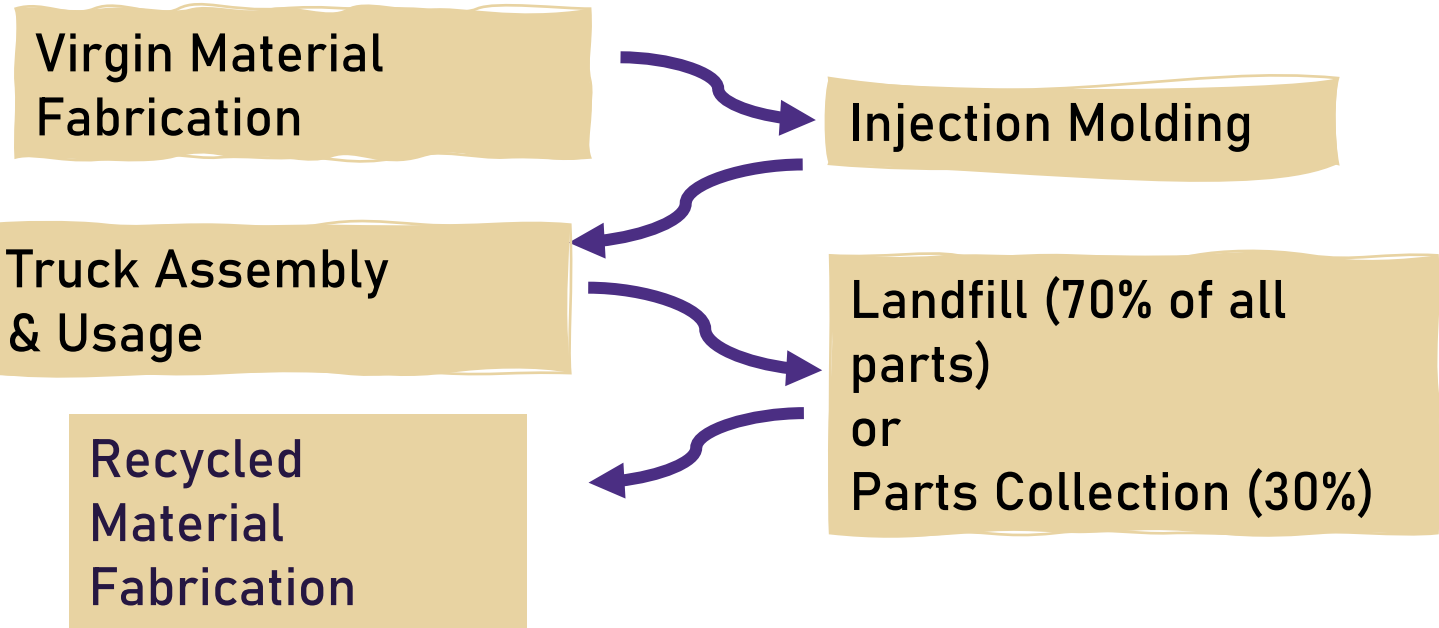 Virgin Material
Fabrication
Injection Molding
Truck Assembly
& Usage
Landfill (70% of all
parts)
or
Parts Collection (30%)
Recycled
Material
Fabrication